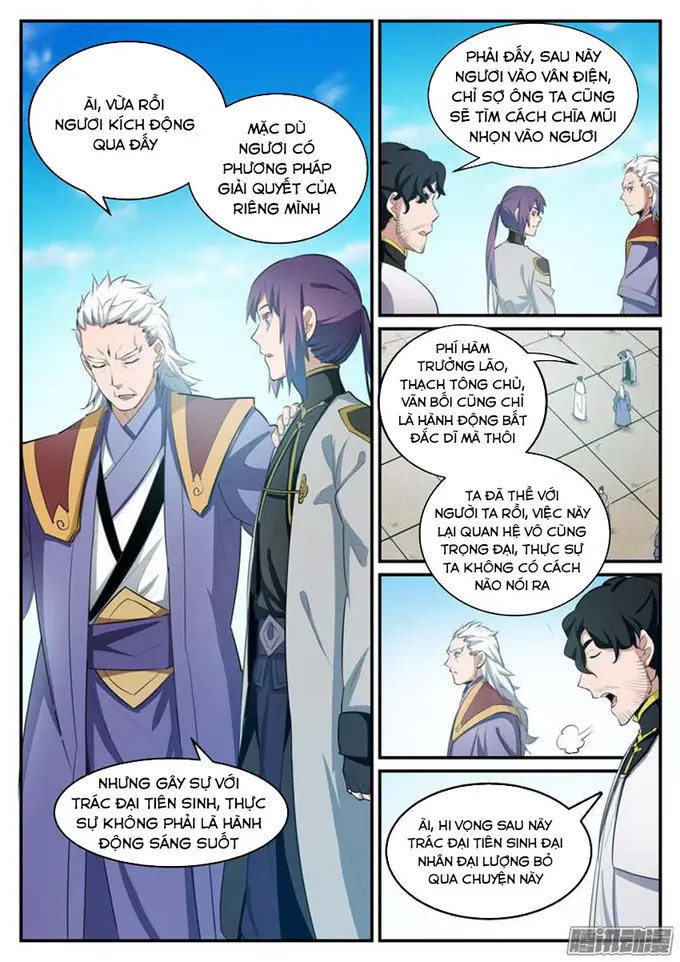 ÀI, VỪA RỒI
NGƯƠI KÍCH ĐỘNG
QUA ĐẤY
MẶC DÙ
NGƯƠI CÓ
PHƯƠNG PHÁP
GIẢI QUYẾT CỦA
RIÊNG MÌNH
NHƯNG GÂY SỰ VỚI
TRÁC ĐẠI TIÊN SINH, THỰC
SỰ KHÔNG PHẢI LÀ HÀNH
ĐỘNG SÁNG SUỐT
PHẢI ĐẤY, SAU NÀY
NGƯƠI VÀO VÂN ĐIỆN,
CHỈ SỢ ÔNG TA CŨNG
SẼ TÌM CÁCH CHĨA MŨI
NHỌN VÀO NGƯƠI
PHÍ HÀM
TRƯỞNG LÃO,
THẠCH TÔNG CHỦ,
VÃN BỐI CŨNG CHỈ
LÀ HÀNH ĐỘNG BẤT
ĐẮC DĨ MÀ THÔI
TA ĐÃ THỀ VỚI
NGƯỜI TA RỒI, VIỆC NÀY
LẠI QUAN HỆ VÔ CÙNG
TRỌNG ĐẠI, THỰC SỰ
TA KHÔNG CÓ CÁCH
NÀO NÓI RA
ÀI, HI VỌNG SAU NÀY
TRÁC ĐẠI TIÊN SINH ĐẠI
NHÂN ĐẠI LƯỢNG BỎ
QUA CHUYỆN NÀY
腾讯动漫